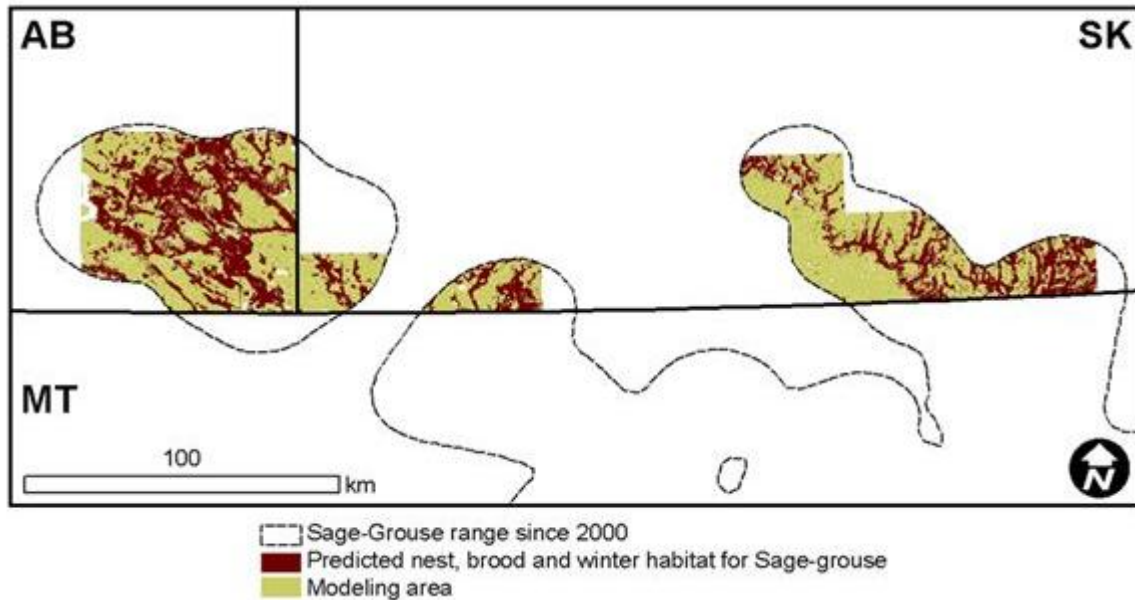 AB
SK
MT
100
km
N
Sage-Grouse range since 2000
Predicted nest, brood and winter habitat for Sage-grouse
Modeling area